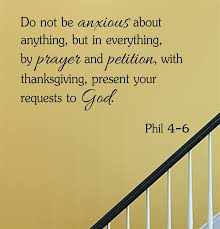 Do not be anxious about
anything, but in everything,
by prayer and petition, with
thanksgiving, present your
requests to God.
Phil 4-6